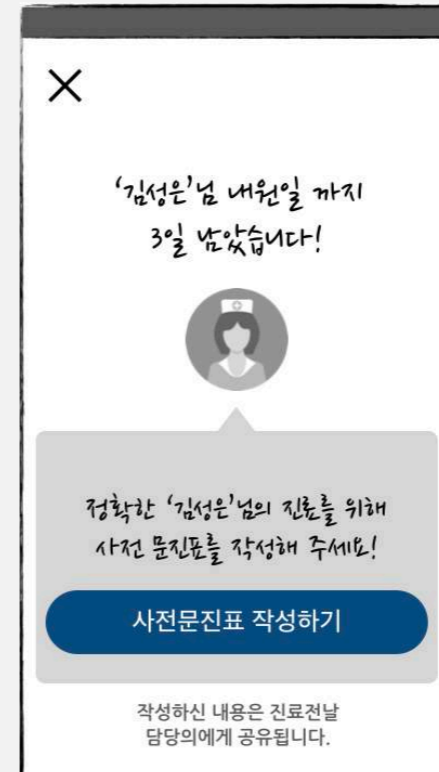 '김성은'님 내원일 까지
3일 남았습니다!
정확한 '김성은'님의 진료를 위해
사전 문진표를 작성해 주세요!
사전문진표 작성하기
작성하신 내용은 진료전날
담당의에게 공유됩니다.